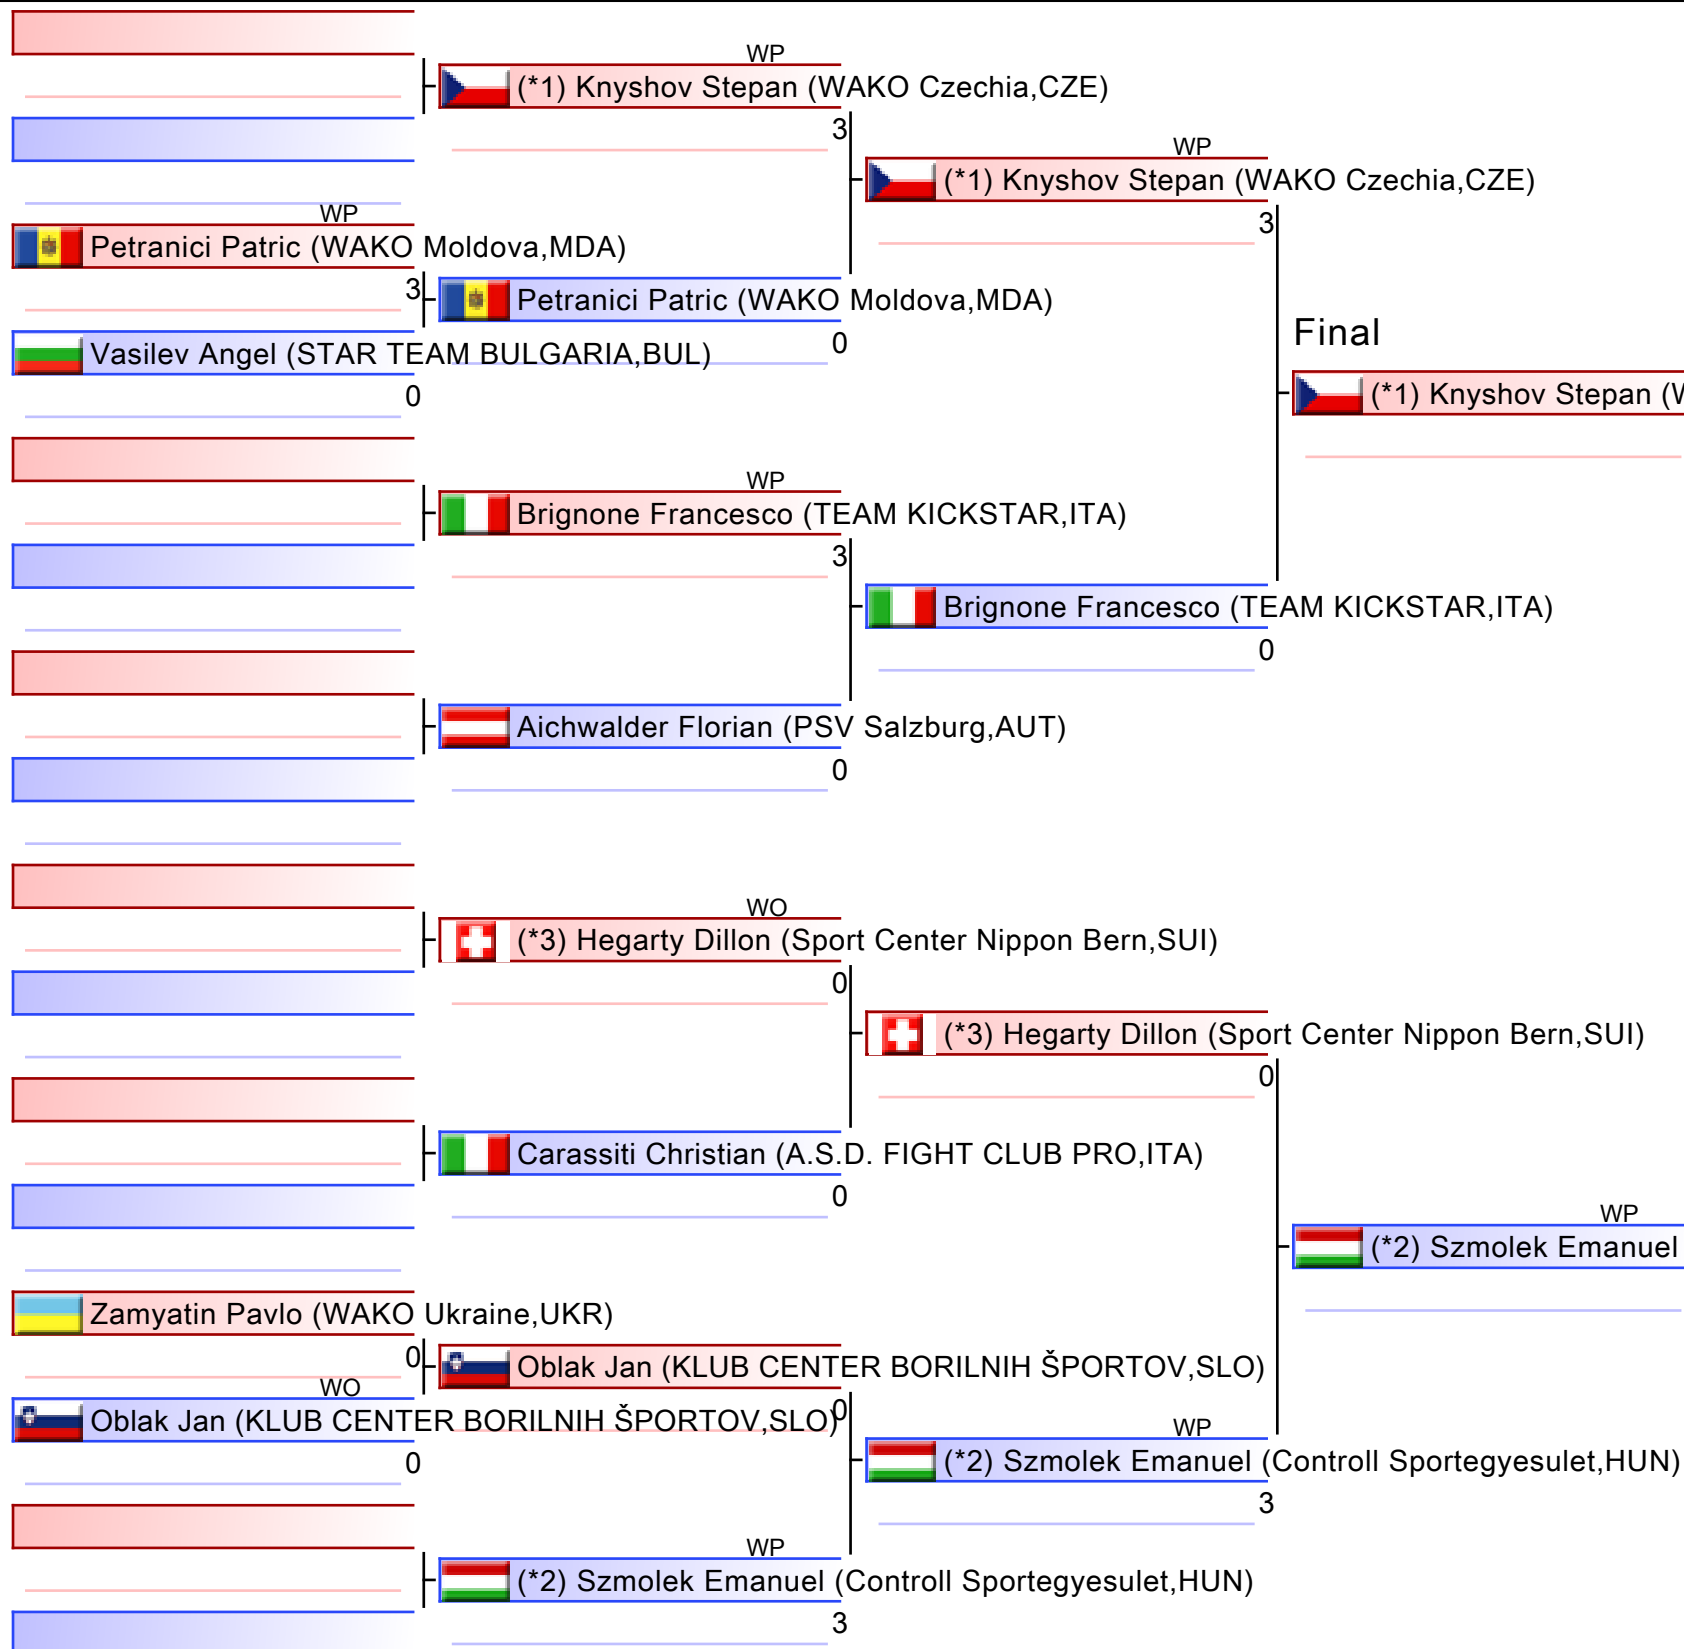 WP
(*1) Knyshov Stepan (WAKO Czechia,CZE)
3
WP
(*1) Knyshov Stepan (WAKO Czechia,CZE)
3
WP
Petranici Patric (WAKO Moldova,MDA)
3
Petranici Patric (WAKO Moldova,MDA)
0
Vasilev Angel (STAR TEAM BULGARIA,BUL)
0
Final
(*1) Knyshov Stepan (W
WP
Brignone Francesco (TEAM KICKSTAR,ITA)
3
Brignone Francesco (TEAM KICKSTAR,ITA)
0
Aichwalder Florian (PSV Salzburg,AUT)
0
WO
(*3) Hegarty Dillon (Sport Center Nippon Bern,SUI)
0
(*3) Hegarty Dillon (Sport Center Nippon Bern,SUI)
0
Carassiti Christian (A.S.D. FIGHT CLUB PRO,ITA)
0
WP
(*2) Szmolek Emanuel
Zamyatin Pavlo (WAKO Ukraine,UKR)
0
Oblak Jan (KLUB CENTER BORILNIH ŠPORTOV,SLO)
0
WO
Oblak Jan (KLUB CENTER BORILNIH ŠPORTOV,SLO)
0
WP
(*2) Szmolek Emanuel (Controll Sportegyesulet,HUN)
3
WP
(*2) Szmolek Emanuel (Controll Sportegyesulet,HUN)
3